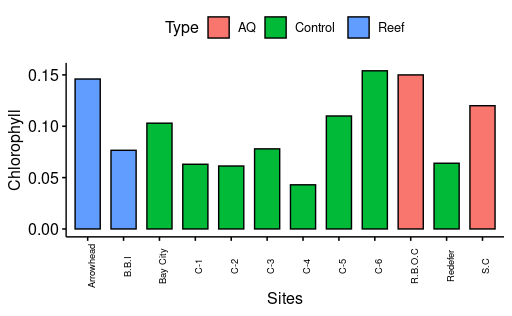 Type AQ Control Reef
Chlorophyll
0.15
0.10
0.05
0.00
Arrowhead B.B.I Bay City C-1 C-2 C-3 C-4 C-5 C-6 R.B.O.C Redefer S.C
Sites